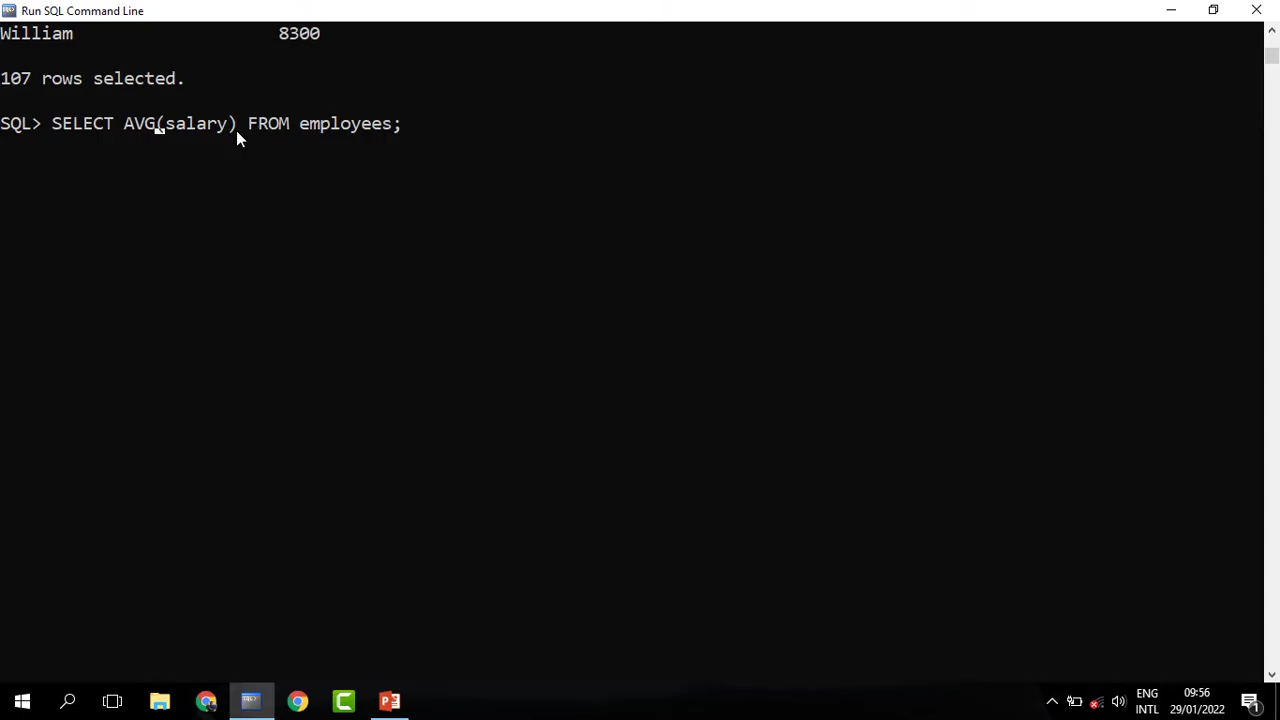 Run SQL Command Line
William 8300
107 rows selected.
SQL> SELECT AVG(salary) FROM employees;
ENG
INTL
09:56
29/01/2022